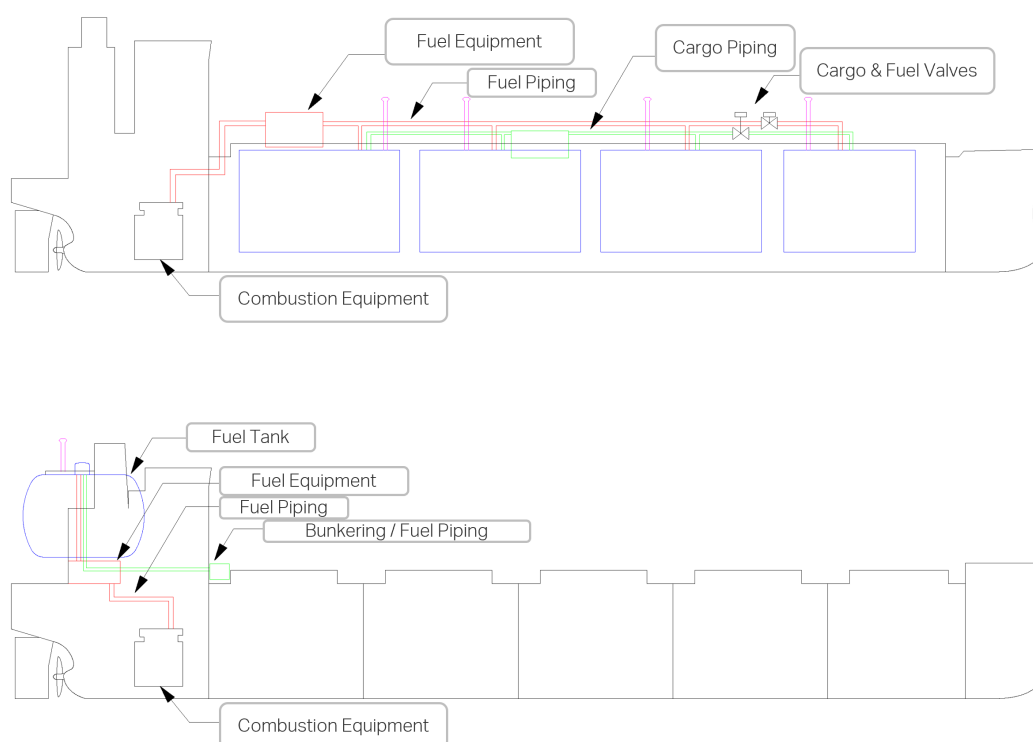 Fuel Equipment
Cargo Piping
Fuel Piping
Cargo & Fuel Valves
Combustion Equipment
Fuel Tank
Fuel Equipment
Fuel Piping
Bunkering / Fuel Piping
Combustion Equipment